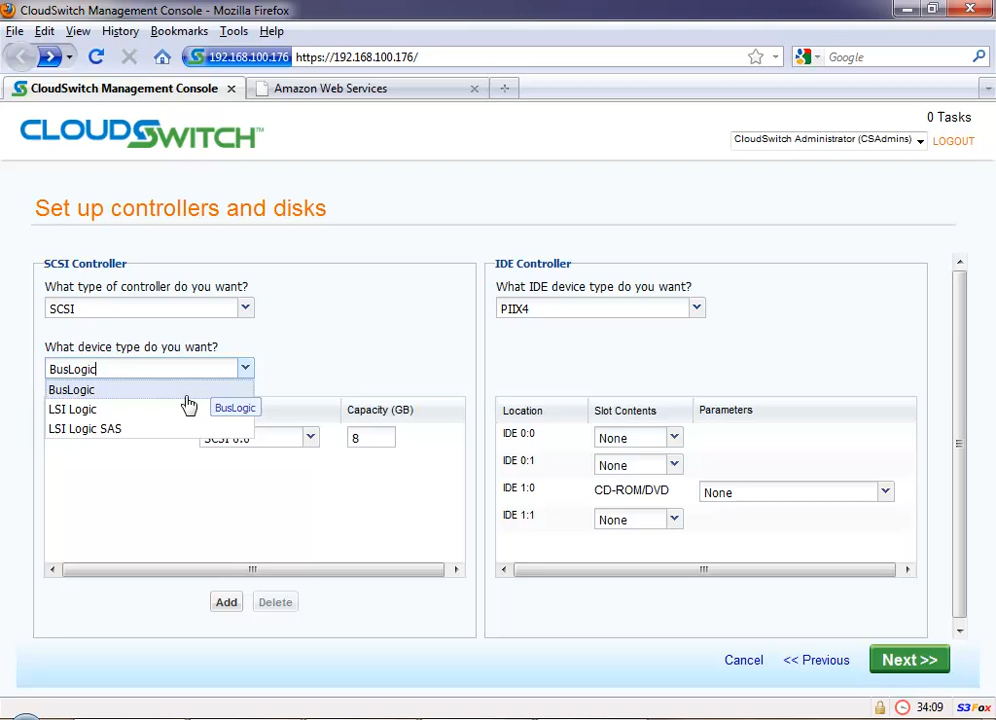 CloudSwitch Management Console - Mozilla Firefox
File Edit View History Bookmarks Tools Help
192.168.100.176 https://192.168.100.176/ Google
CloudSwitch Management Console Amazon Web Services
0 Tasks
CLOUDSWITCH™
CloudSwitch Administrator (CSAdmins) LOGOUT
Set up controllers and disks
SCSI Controller
What type of controller do you want?
SCSI
What device type do you want?
BusLogic
BusLogic
LSI Logic
BusLogic
LSI Logic SAS
Capacity (GB)
SCSI 0:0 8
Add Delete
IDE Controller
What IDE device type do you want?
PIIX4
Location Slot Contents Parameters
IDE 0:0 None
IDE 0:1 None
IDE 1:0 CD-ROM/DVD None
IDE 1:1 None
Cancel << Previous Next >>
34:09 S3Fox